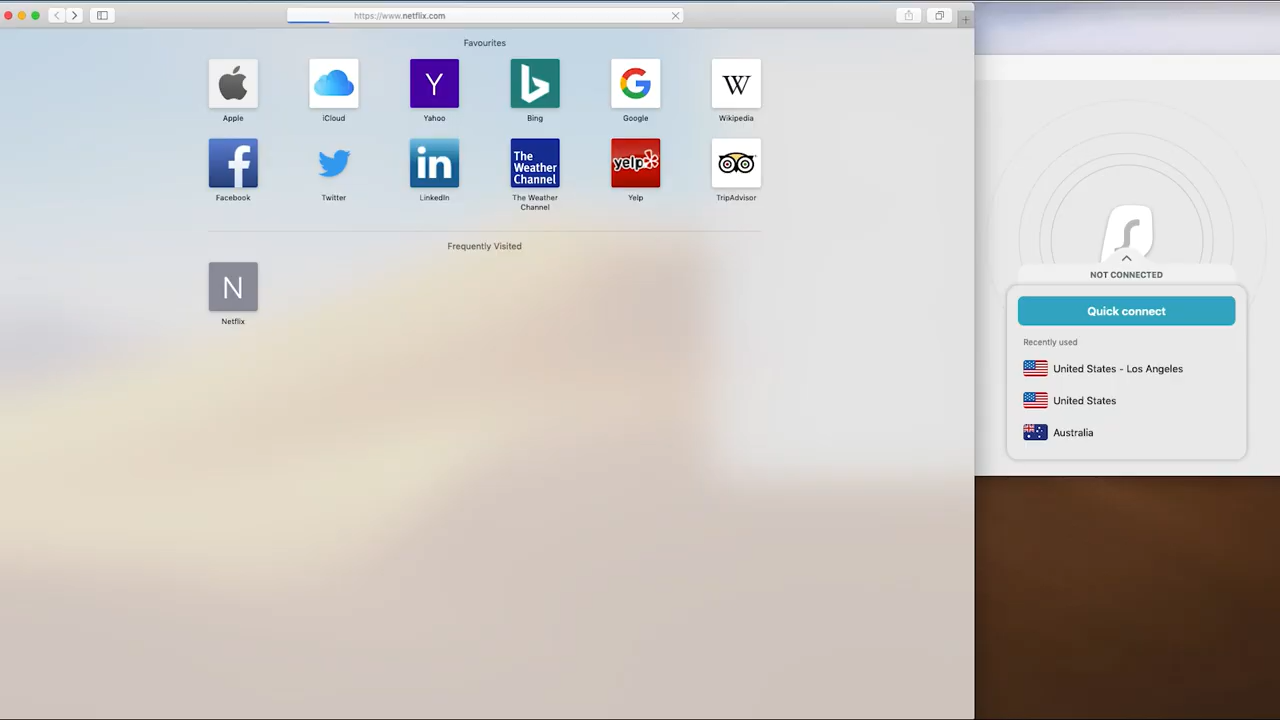 https://www.netflix.com
Favourites
Y
b
G
W
Apple
iCloud
Yahoo
Bing
Google
Wikipedia
f
in
The
Weather
Channel
yelp
Facebook
Twitter
LinkedIn
The Weather
Channel
Yelp
TripAdvisor
Frequently Visited
N
Netflix
NOT CONNECTED
Quick connect
Recently used
United States - Los Angeles
United States
Australia